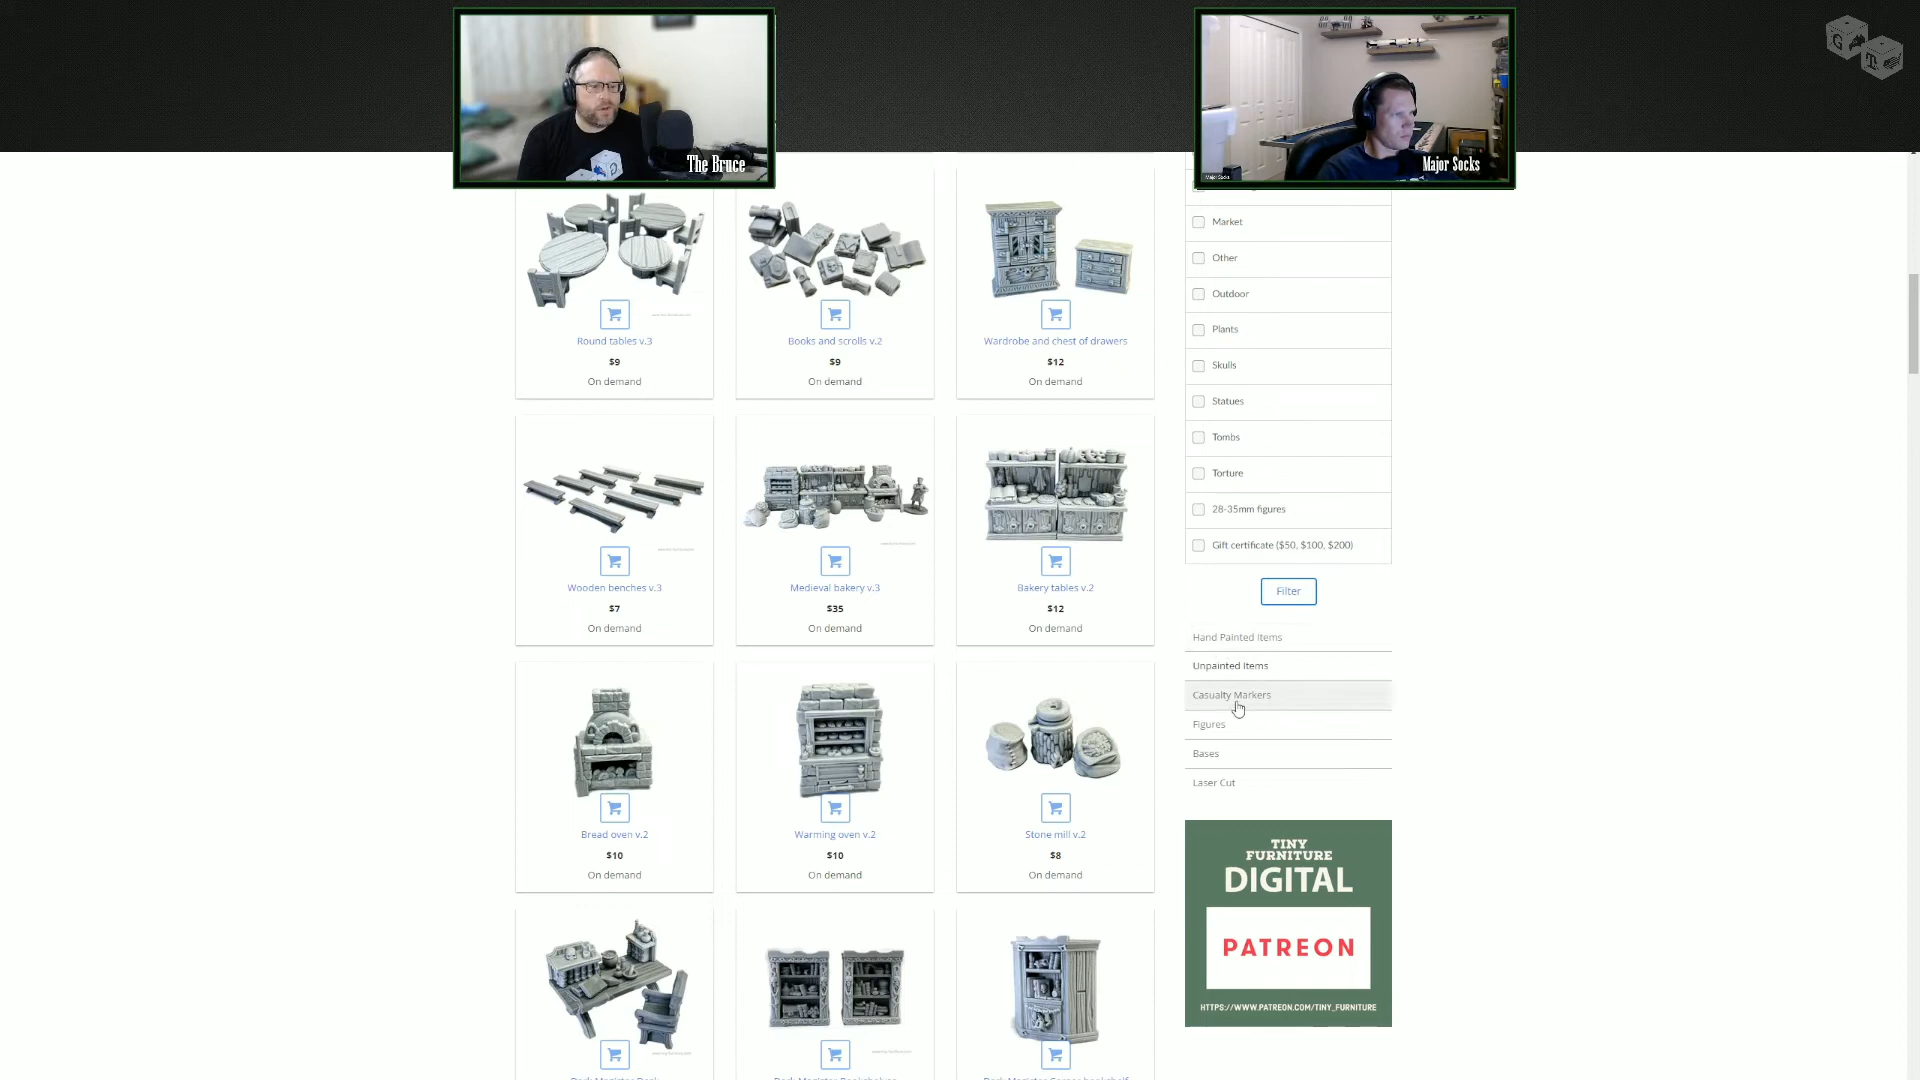 The Bruce
Major Socks
Major Socks
G
T
Round tables v.3
$9
On demand
Books and scrolls v.2
$9
On demand
Wardrobe and chest of drawers
$12
On demand
Wooden benches v.3
$7
On demand
Medieval bakery v.3
$35
On demand
Bakery tables v.2
$12
On demand
Bread oven v.2
$10
On demand
Warming oven v.2
$10
On demand
Stone mill v.2
$8
On demand
Market
Other
Outdoor
Plants
Skulls
Statues
Tombs
Torture
28-35mm figures
Gift certificate ($50, $100, $200)
Filter
Hand Painted Items
Unpainted Items
Casualty Markers
Figures
Bases
Laser Cut
TINY
FURNITURE
DIGITAL
PATREON
HTTPS://WWW.PATREON.COM/TINY_FURNITURE